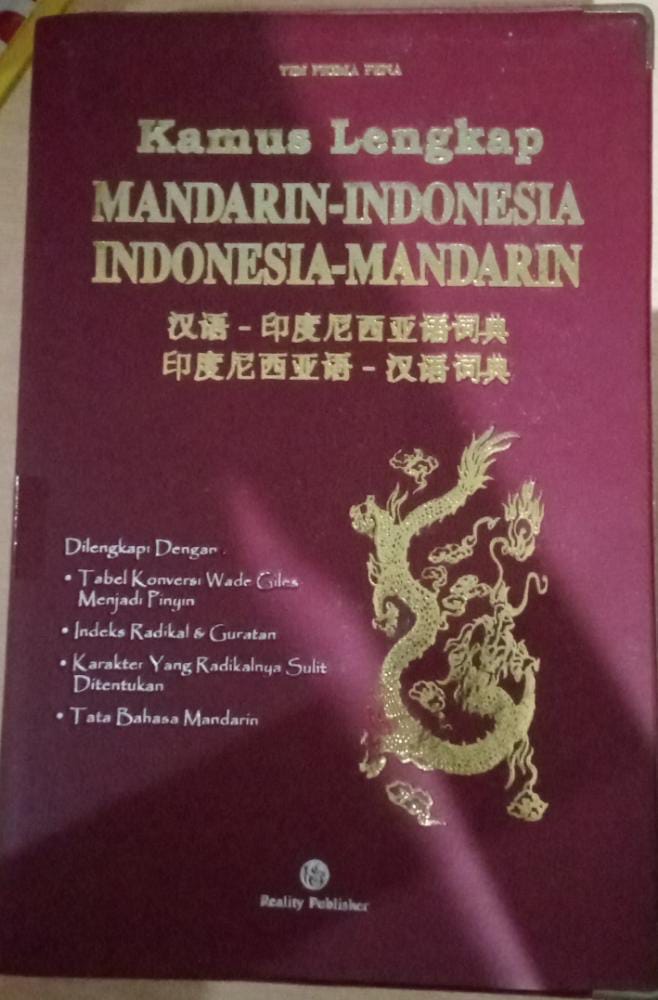 TIM PRIMA PENA
Kamus Lengkap
MANDARIN-INDONESIA
INDONESIA-MANDARIN
汉语 - 印度尼西亚语词典
印度尼西亚语 - 汉语词典
Dilengkapi Dengan :
• Tabel Konversi Wade Giles
Menjadi Pinyin
• Indeks Radikal & Guratan
• Karakter Yang Radikalnya Sulit
Ditentukan
• Tata Bahasa Mandarin
Reality Publisher